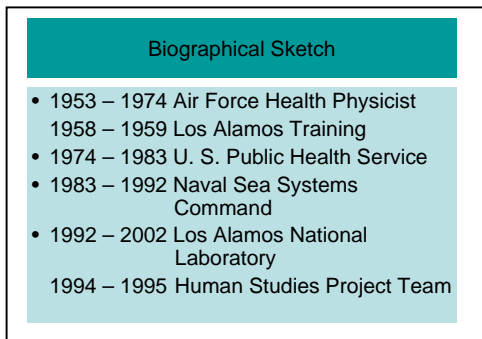 Biographical Sketch
• 1953 – 1974 Air Force Health Physicist
1958 – 1959 Los Alamos Training
• 1974 – 1983 U. S. Public Health Service
• 1983 – 1992 Naval Sea Systems
Command
• 1992 – 2002 Los Alamos National
Laboratory
1994 – 1995 Human Studies Project Team